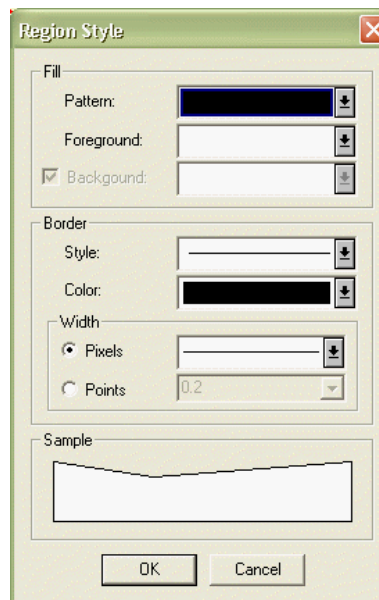 Region Style
Fill
Pattern:
Foreground:
Backgound:
Border
Style:
Color:
Width
Pixels
Points 0.2
Sample
OK Cancel